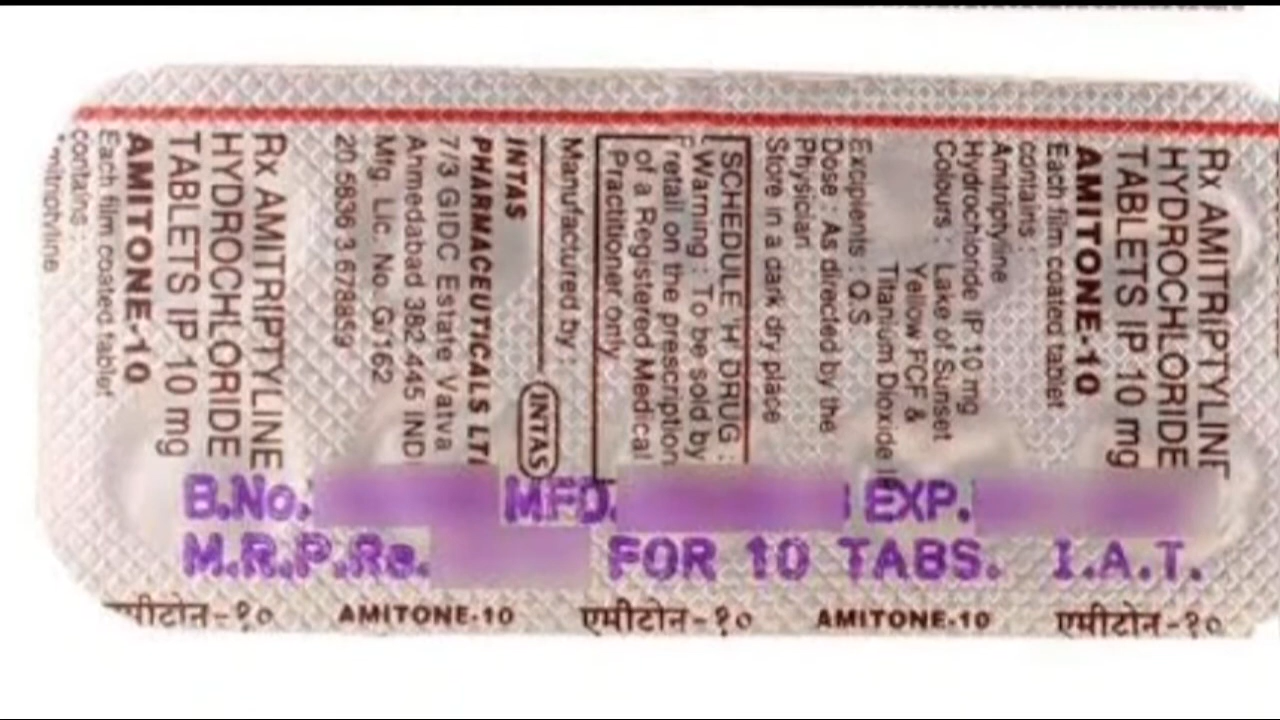 Rx AMITRIPTYLINE
HYDROCHLORIDE
TABLETS IP 10 mg
AMITONE-10
Each film coated tablet
contains :
Amitriptyline
Hydrochloride IP 10 mg
Colours : Lake of Sunset
Yellow FCF &
Titanium Dioxide
Excipients : Q.S.
Dose : As directed by the
Physician
Store in a dark dry place
SCHEDULE 'H' DRUG :
Warning : To be sold by
retail on the prescription
of a Registered Medical
Practitioner only
Manufactured by :
INTAS
INTAS
PHARMACEUTICALS
7/3 GIDC Estate Vatva
Ahmedabad 382 445
Mfg. Lic. No. G/162
20 5836 3 678859
Rx AMITRIPTYLINE
HYDROCHLORIDE
TABLETS IP 10 mg
AMITONE-10
Each film coated tablet
contains :
B.No. MFD. EXP.
M.R.P.Rs. FOR 10 TABS. I.A.T.
एमीटोन-१० AMITONE-10 एमीटोन-१० AMITONE-10 एमीटोन-१०